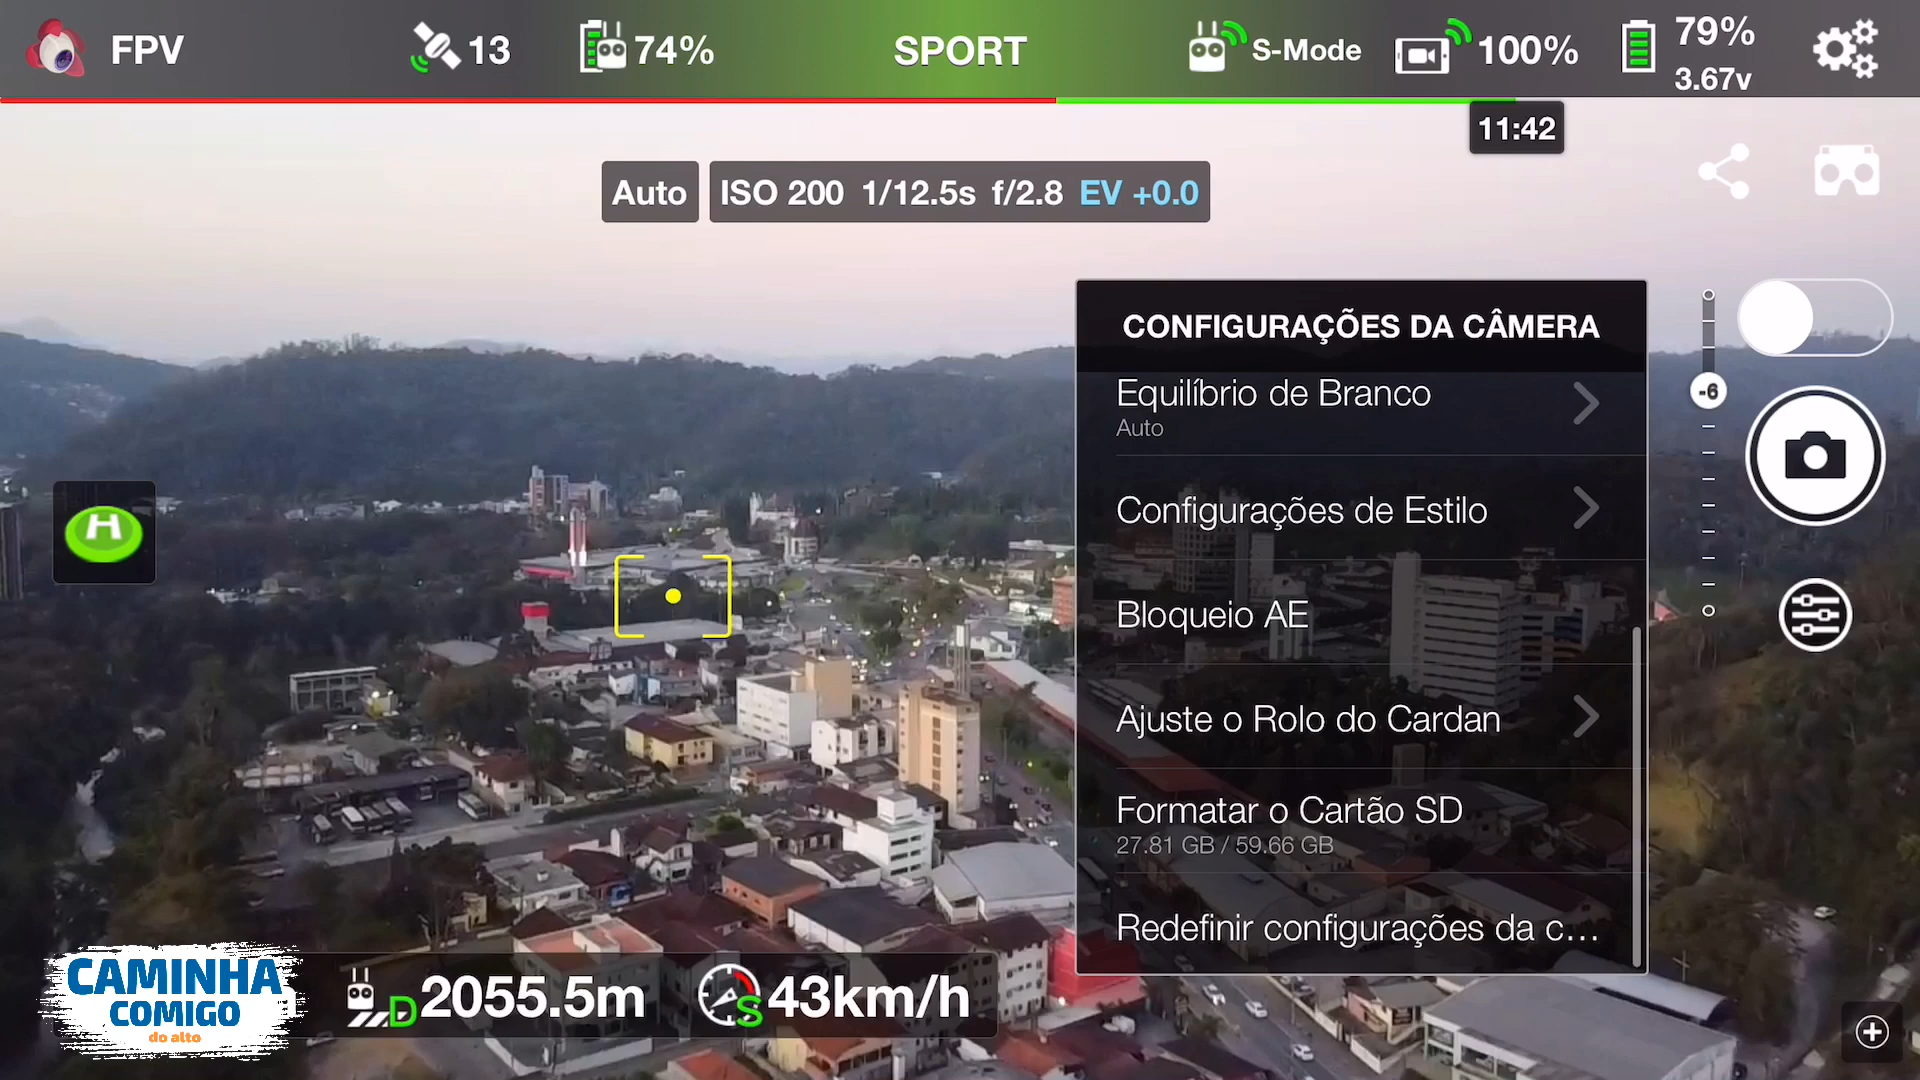 FPV
13
74%
SPORT
S-Mode
100%
79%
3.67v
11:42
Auto
ISO 200 1/12.5s f/2.8 EV +0.0
CONFIGURAÇÕES DA CÂMERA
Equilíbrio de Branco
Auto
Configurações de Estilo
Bloqueio AE
Ajuste o Rolo do Cardan
Formatar o Cartão SD
27.81 GB / 59.66 GB
Redefinir configurações da c...
-6
H
CAMINHA
COMIGO
do alto
D 2055.5m
S 43km/h